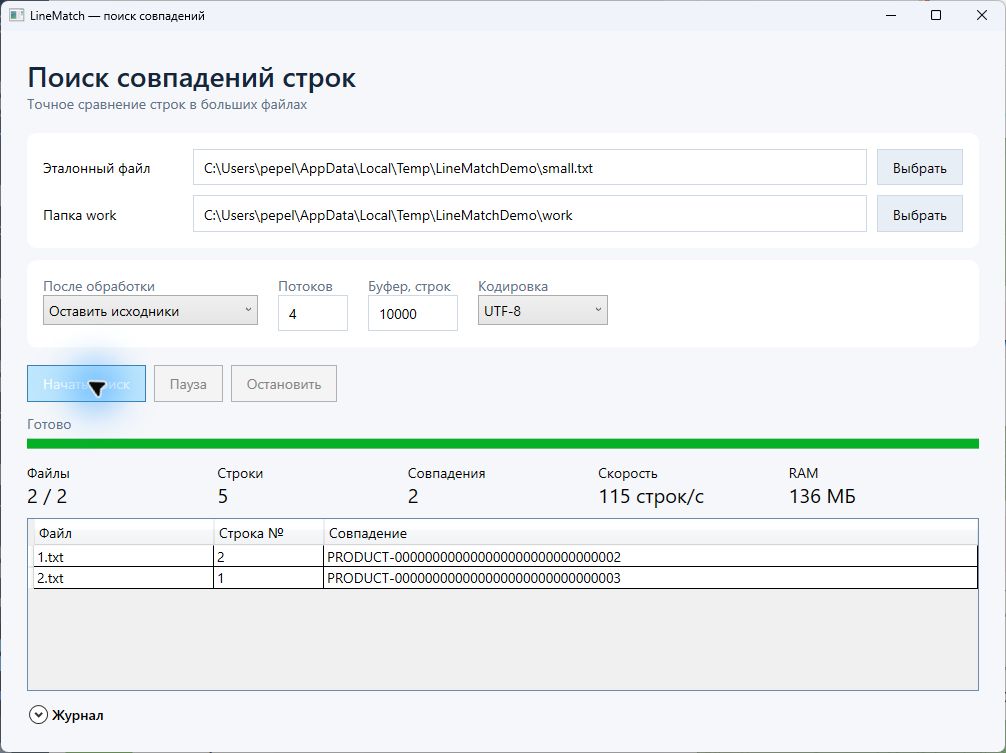 LineMatch — поиск совпадений
Поиск совпадений строк
Точное сравнение строк в больших файлах
Эталонный файл C:\Users\pepel\AppData\Local\Temp\LineMatchDemo\small.txt Выбрать
Папка work C:\Users\pepel\AppData\Local\Temp\LineMatchDemo\work Выбрать
После обработки Потоков Буфер, строк Кодировка
Оставить исходники 4 10000 UTF-8
Начать поиск Пауза Остановить
Готово
Файлы Строки Совпадения Скорость RAM
2 / 2 5 2 115 строк/с 136 МБ
Файл Строка № Совпадение
1.txt 2 PRODUCT-000000000000000000000000000002
2.txt 1 PRODUCT-000000000000000000000000000003
Журнал